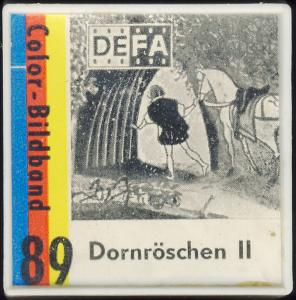 DEFA
Color-Bildband
89
Dornröschen II